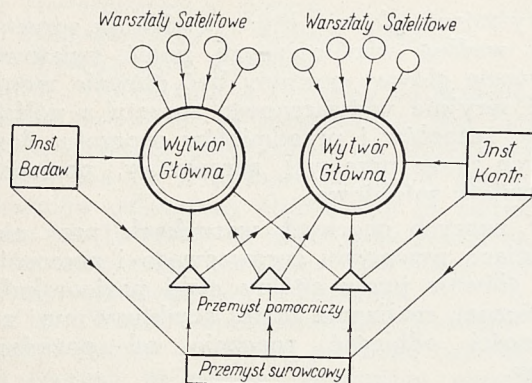 Warsztaty Satelitowe
Warsztaty Satelitowe
Jnst
Badaw
Wytwór
Główna
Wytwór
Główna
Jnst
Kontr.
Przemysł pomocniczy
Przemysł surowcowy